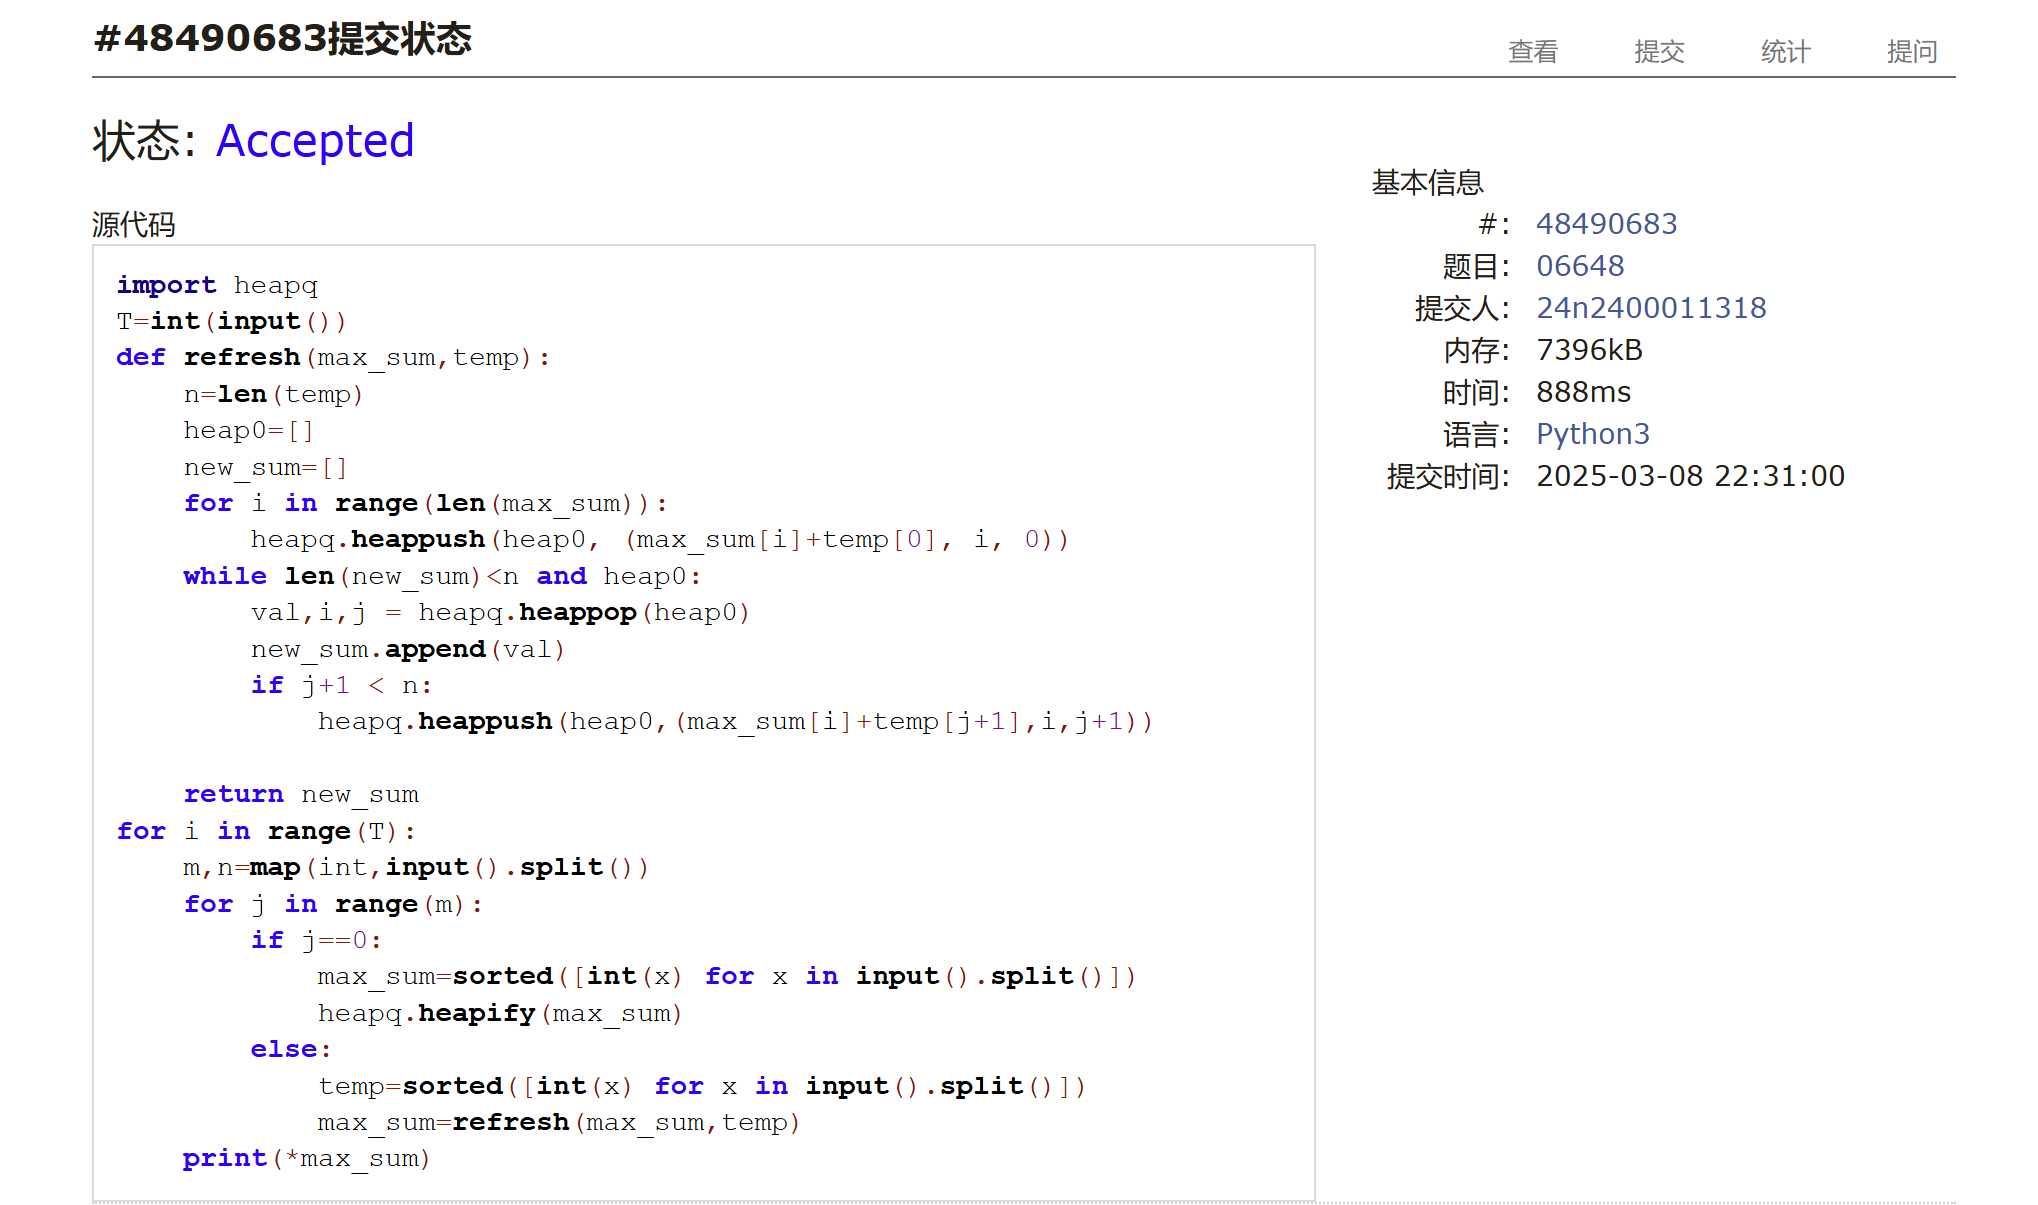 #48490683提交状态
查看 提交 统计 提问
状态: Accepted
源代码
import heapq
T=int(input())
def refresh(max_sum,temp):
    n=len(temp)
    heap0=[]
    new_sum=[]
    for i in range(len(max_sum)):
        heapq.heappush(heap0, (max_sum[i]+temp[0], i, 0))
    while len(new_sum)<n and heap0:
        val,i,j = heapq.heappop(heap0)
        new_sum.append(val)
        if j+1 < n:
            heapq.heappush(heap0,(max_sum[i]+temp[j+1],i,j+1))
    return new_sum
for i in range(T):
    m,n=map(int,input().split())
    for j in range(m):
        if j==0:
            max_sum=sorted([int(x) for x in input().split()])
            heapq.heapify(max_sum)
        else:
            temp=sorted([int(x) for x in input().split()])
            max_sum=refresh(max_sum,temp)
    print(*max_sum)
基本信息
#: 48490683
题目: 06648
提交人: 24n2400011318
内存: 7396kB
时间: 888ms
语言: Python3
提交时间: 2025-03-08 22:31:00